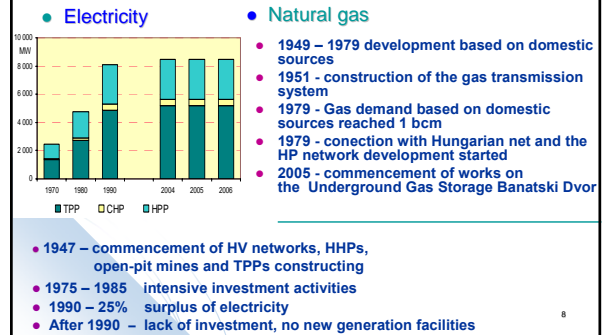 • Electricity
10 000
MW
8 000
6 000
4 000
2 000
0
1970 1980 1990 2004 2005 2006
TPP CHP HPP
• Natural gas
• 1949 – 1979 development based on domestic
sources
• 1951 - construction of the gas transmission
system
• 1979 - Gas demand based on domestic
sources reached 1 bcm
• 1979 - conection with Hungarian net and the
HP network development started
• 2005 - commencement of works on
the Underground Gas Storage Banatski Dvor
• 1947 – commencement of HV networks, HHPs,
open-pit mines and TPPs constructing
• 1975 – 1985 intensive investment activities
• 1990 – 25% surplus of electricity
• After 1990 – lack of investment, no new generation facilities
8